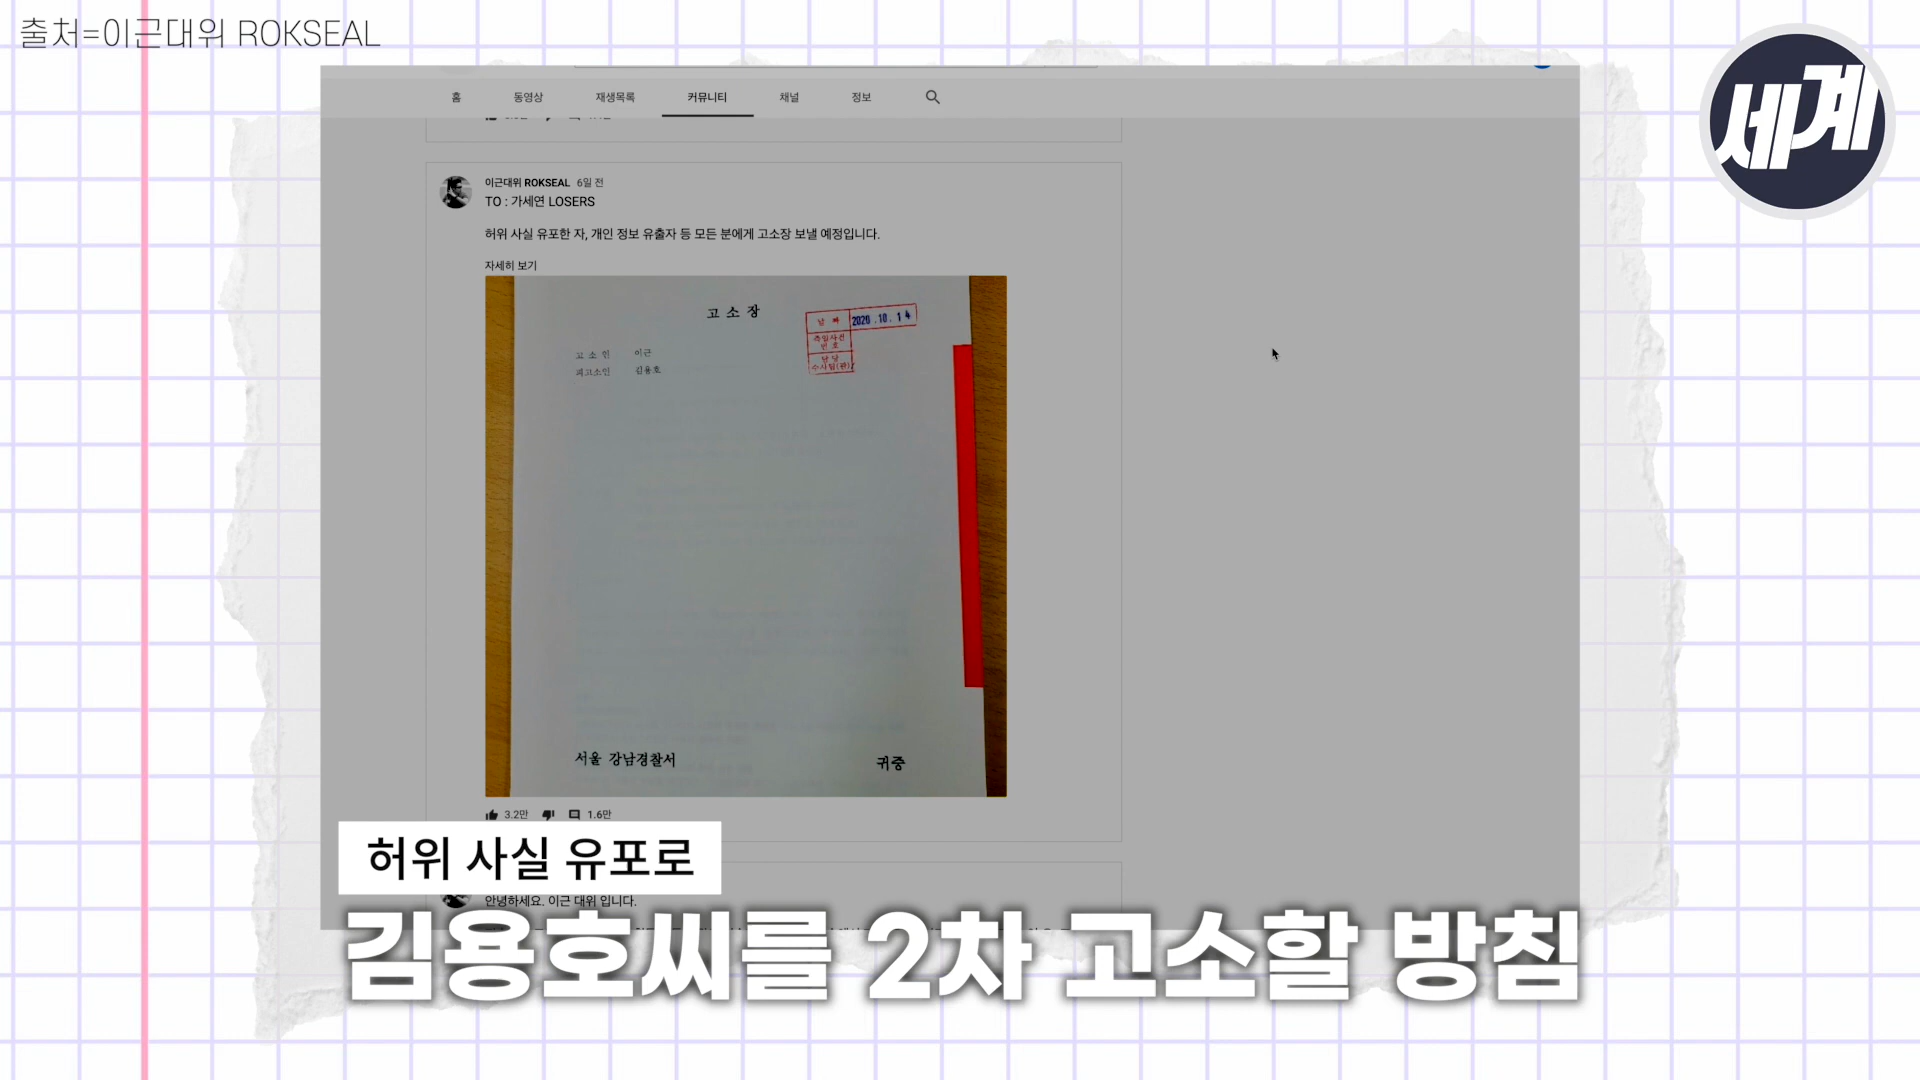 출처=이근대위 ROKSEAL
세계
홈 동영상 재생목록 커뮤니티 채널 정보
이근대위 ROKSEAL 6일 전
TO : 가세연 LOSERS
허위 사실 유포한 자, 개인 정보 유출자 등 모든 분에게 고소장 보낼 예정입니다.
자세히 보기
고 소 장
2020 .10. 1 4
고 소 인 이근
피고소인 김용호
서울 강남경찰서 귀중
3.2만 1.6만
허위 사실 유포로
안녕하세요. 이근 대위 입니다.
김용호씨를 2차 고소할 방침